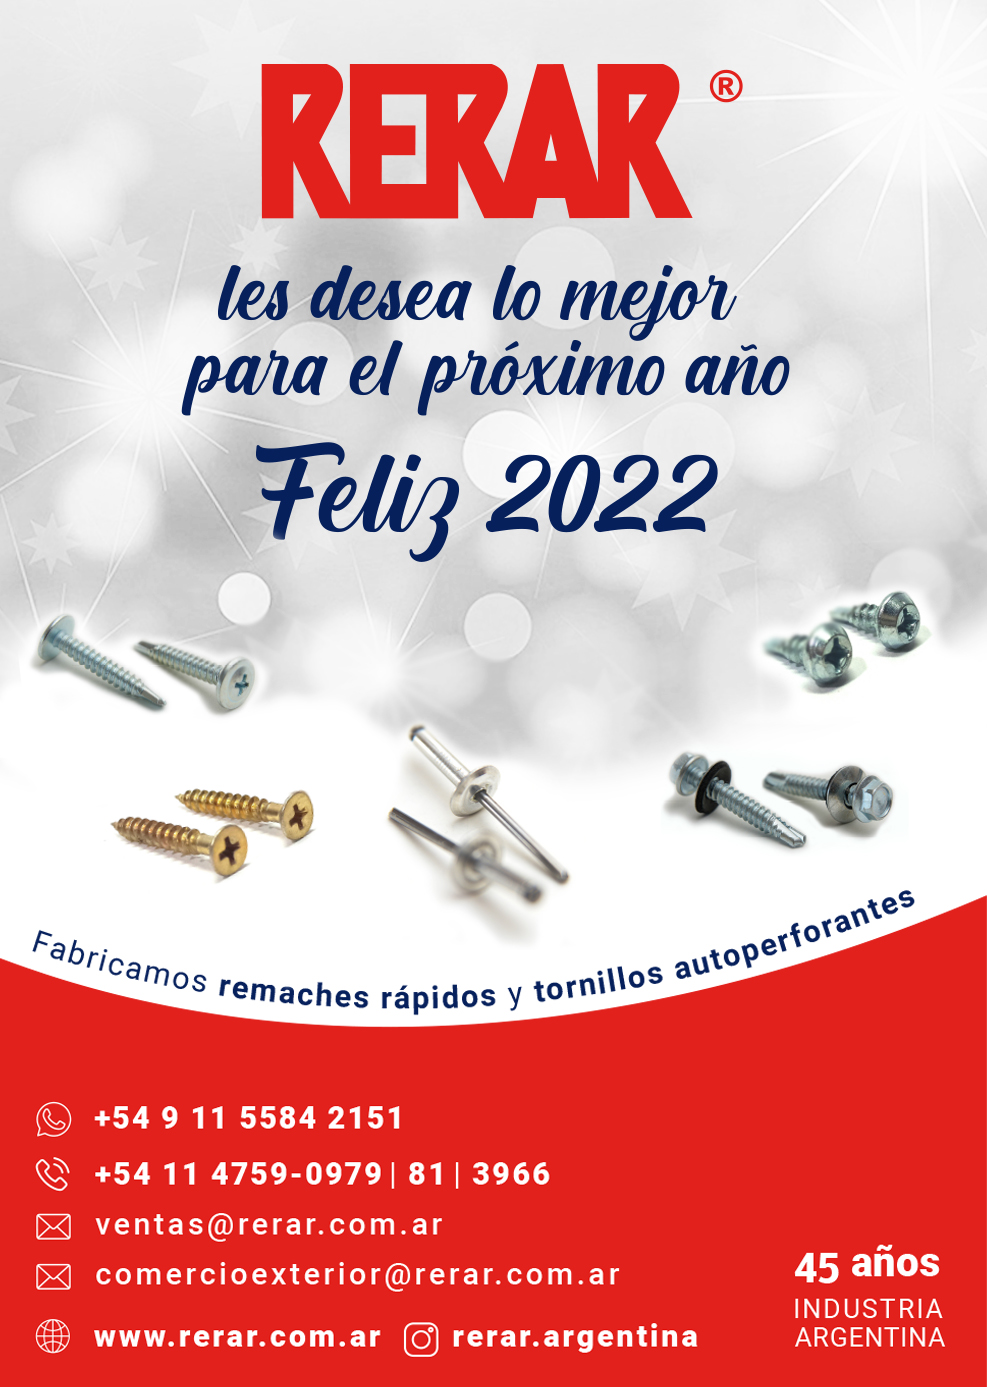 RERAR ®
les desea lo mejor
para el próximo año
Feliz 2022
Fabricamos remaches rápidos y tornillos autoperforantes
+54 9 11 5584 2151
+54 11 4759-0979 | 81 | 3966
ventas@rerar.com.ar
comercioexterior@rerar.com.ar
www.rerar.com.ar rerar.argentina
45 años
INDUSTRIA
ARGENTINA